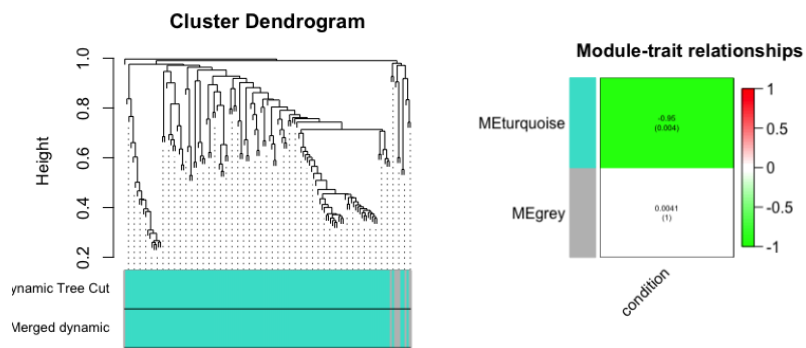 Cluster Dendrogram
Height
1.0
0.8
0.6
0.4
0.2
ynamic Tree Cut
Merged dynamic
Module-trait relationships
MEturquoise
MEgrey
-0.95
(0.004)
0.0041
(1)
condition
1
0.5
0
-0.5
-1